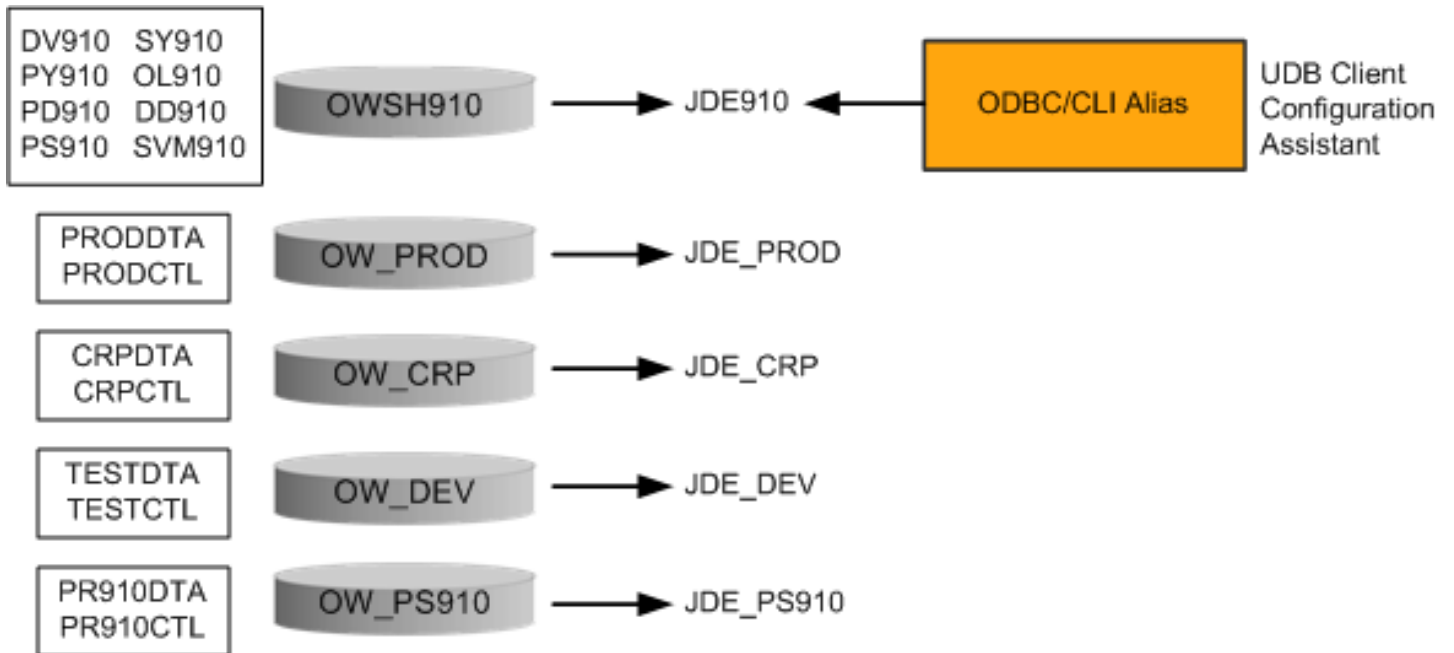 DV910 SY910
PY910 OL910
PD910 DD910
PS910 SVM910
OWSH910
JDE910
ODBC/CLI Alias
UDB Client
Configuration
Assistant
PRODDTA
PRODCTL
OW_PROD
JDE_PROD
CRPDTA
CRPCTL
OW_CRP
JDE_CRP
TESTDTA
TESTCTL
OW_DEV
JDE_DEV
PR910DTA
PR910CTL
OW_PS910
JDE_PS910